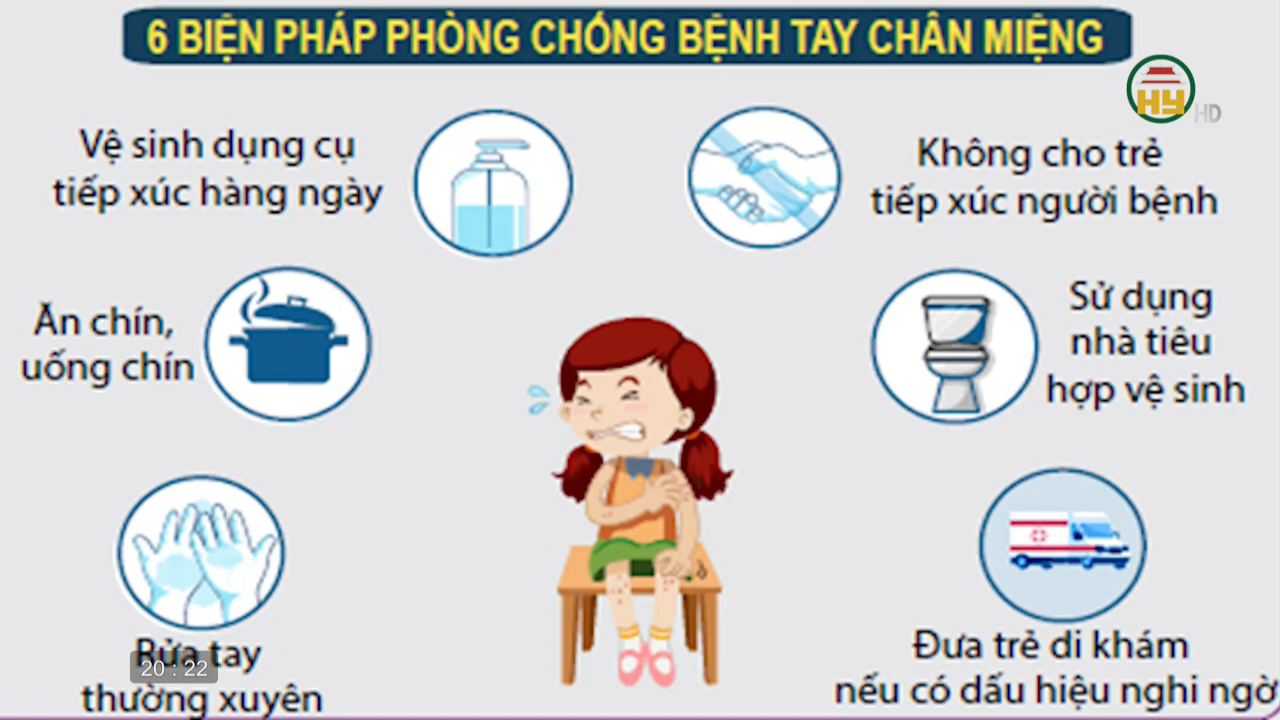 6 BIỆN PHÁP PHÒNG CHỐNG BỆNH TAY CHÂN MIỆNG
HY
HD
Vệ sinh dụng cụ
tiếp xúc hàng ngày
Không cho trẻ
tiếp xúc người bệnh
Ăn chín,
uống chín
Sử dụng
nhà tiêu
hợp vệ sinh
Rửa tay
thường xuyên
20 : 22
Đưa trẻ đi khám
nếu có dấu hiệu nghi ngờ